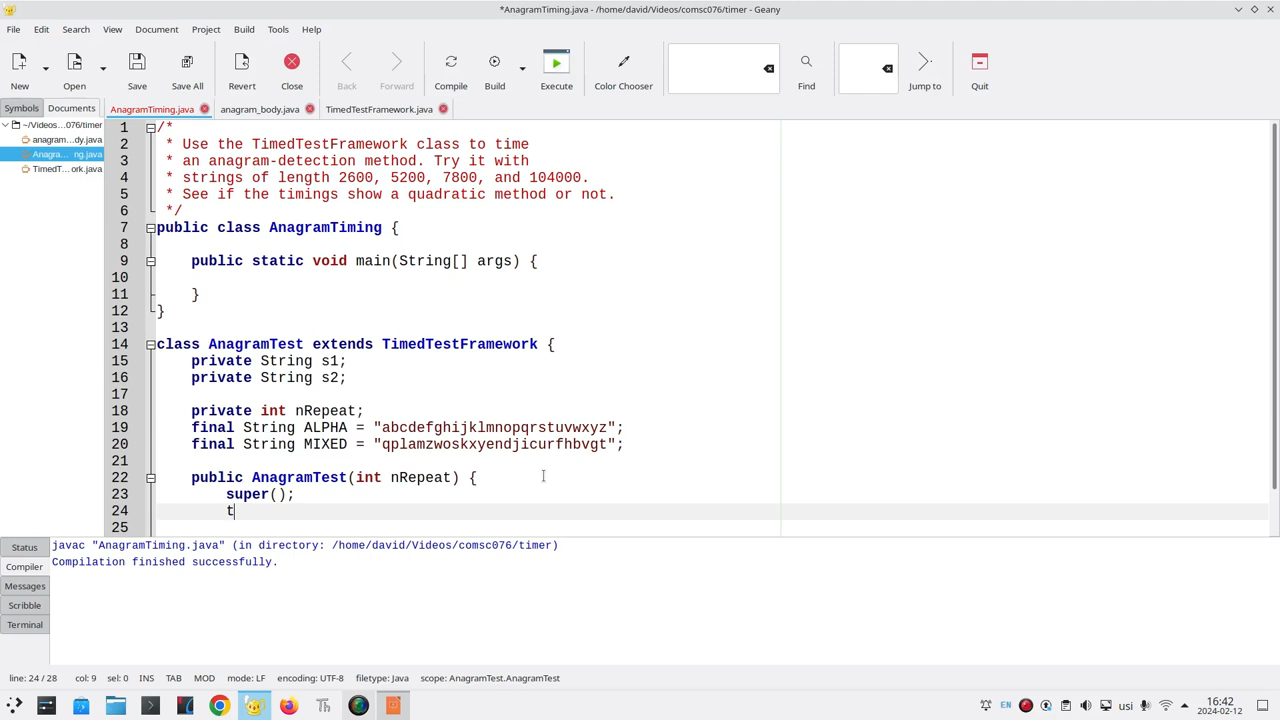 *AnagramTiming.java - /home/david/Videos/comsc076/timer - Geany
File Edit Search View Document Project Build Tools Help
New Open Save Save All Revert Close Back Forward Compile Build Execute Color Chooser Find Jump to Quit
Symbols Documents AnagramTiming.java anagram_body.java TimedTestFramework.java
~/Videos...076/timer
anagram...dy.java
Anagra... ng.java
TimedT...ork.java
1 /*
2 * Use the TimedTestFramework class to time
3 * an anagram-detection method. Try it with
4 * strings of length 2600, 5200, 7800, and 104000.
5 * See if the timings show a quadratic method or not.
6 */
7 public class AnagramTiming {
8
9 public static void main(String[] args) {
10
11 }
12 }
13
14 class AnagramTest extends TimedTestFramework {
15 private String s1;
16 private String s2;
17
18 private int nRepeat;
19 final String ALPHA = "abcdefghijklmnopqrstuvwxyz";
20 final String MIXED = "qplamzwoskxyendjicurfhbvgt";
21
22 public AnagramTest(int nRepeat) {
23 super();
24 t
25
Status
Compiler
Messages
Scribble
Terminal
javac "AnagramTiming.java" (in directory: /home/david/Videos/comsc076/timer)
Compilation finished successfully.
line: 24 / 28 col: 9 sel: 0 INS TAB MOD mode: LF encoding: UTF-8 filetype: Java scope: AnagramTest.AnagramTest
Th EN usi 16:42
2024-02-12